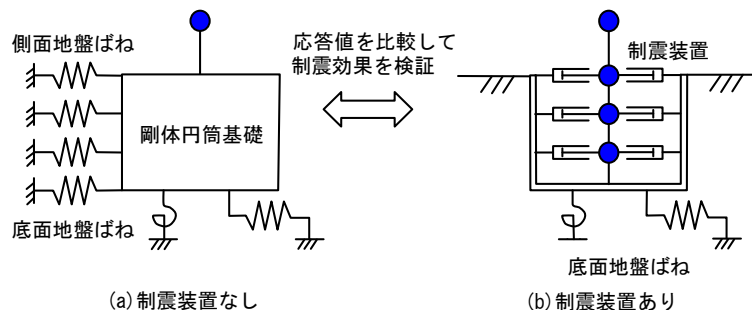 側面地盤ばね
応答値を比較して
制震効果を検証
制震装置
剛体円筒基礎
底面地盤ばね
底面地盤ばね
(a)制震装置なし
(b)制震装置あり